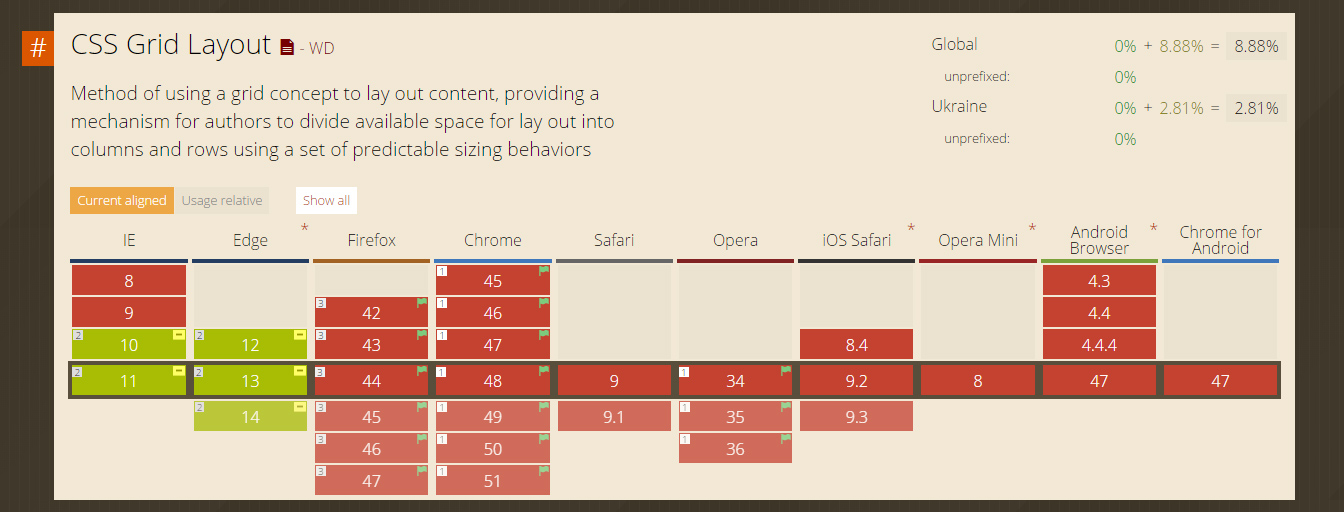 #
CSS Grid Layout - WD
Global 0% + 8.88% = 8.88%
unprefixed: 0%
Ukraine 0% + 2.81% = 2.81%
unprefixed: 0%
Method of using a grid concept to lay out content, providing a
mechanism for authors to divide available space for lay out into
columns and rows using a set of predictable sizing behaviors
Current aligned Usage relative Show all
IE Edge * Firefox Chrome Safari Opera iOS Safari * Opera Mini * Android Browser * Chrome for Android
8 1 45 4.3
9 3 42 1 46 4.4
2 10 2 12 3 43 1 47 8.4 4.4.4
2 11 2 13 3 44 1 48 9 1 34 9.2 8 47 47
2 14 3 45 1 49 9.1 1 35 9.3
3 46 1 50 1 36
3 47 1 51